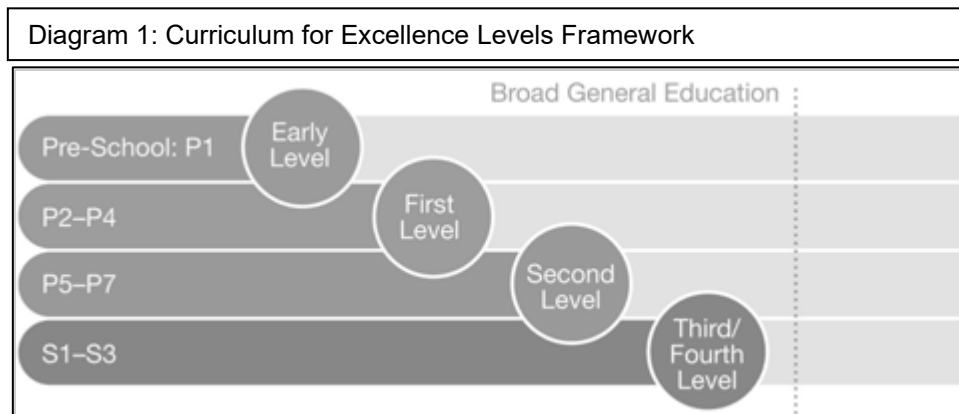 Diagram 1: Curriculum for Excellence Levels Framework
Broad General Education
Pre-School: P1
Early
Level
P2–P4
First
Level
P5–P7
Second
Level
S1–S3
Third/
Fourth
Level